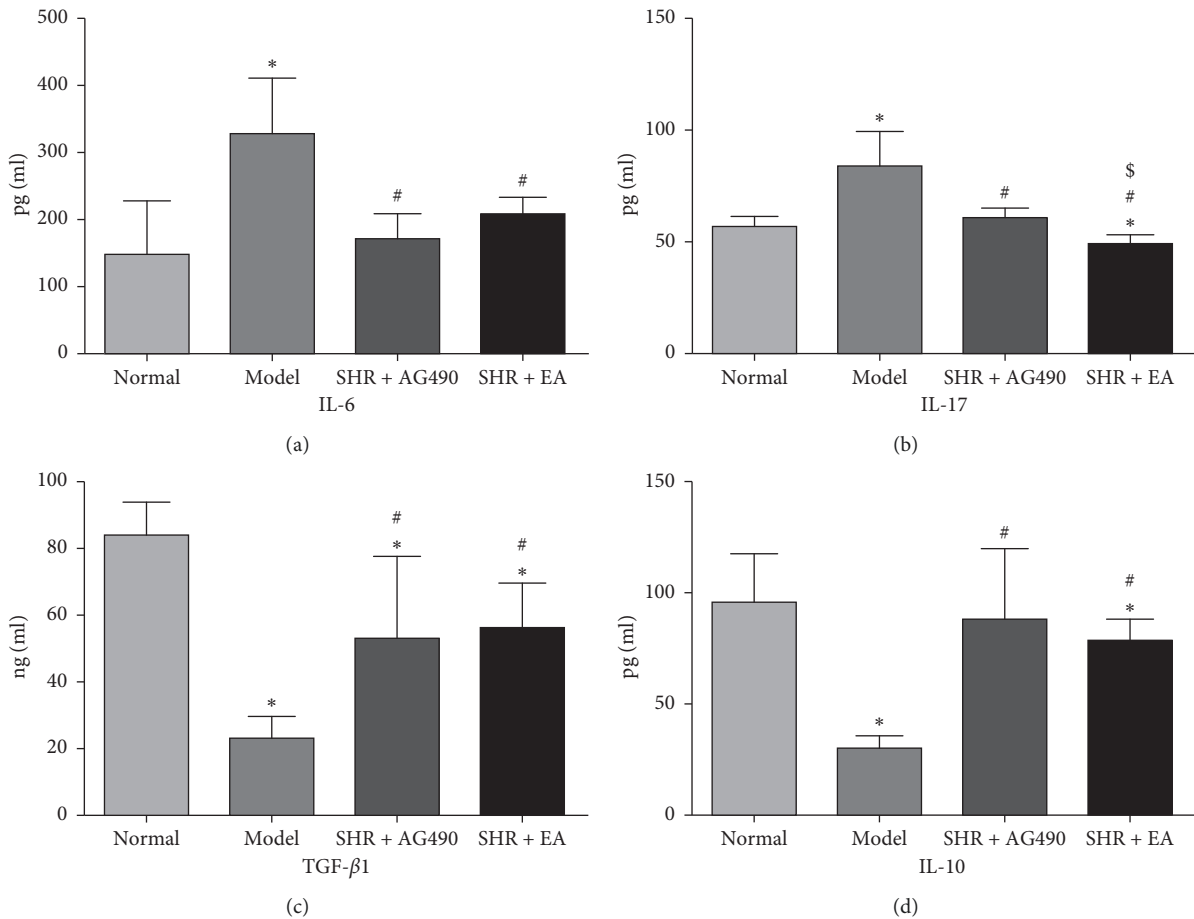 500
400
300
200
100
0
pg (ml)
*
#
#
Normal
Model
SHR + AG490
SHR + EA
IL-6
(a)
150
100
50
0
pg (ml)
*
#
$
#
*
Normal
Model
SHR + AG490
SHR + EA
IL-17
(b)
100
80
60
40
20
0
ng (ml)
*
#
*
#
*
Normal
Model
SHR + AG490
SHR + EA
TGF-β1
(c)
150
100
50
0
pg (ml)
*
#
#
*
Normal
Model
SHR + AG490
SHR + EA
IL-10
(d)